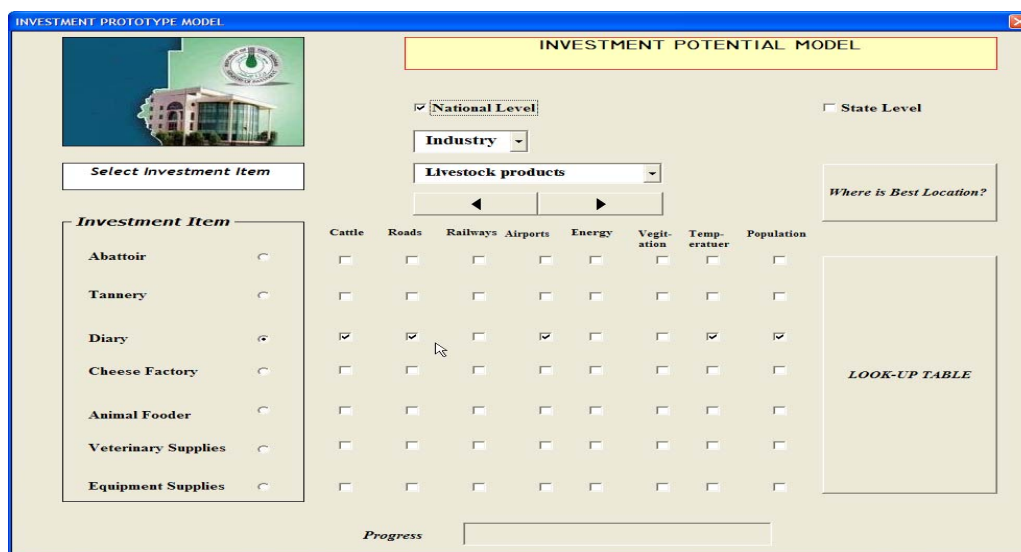 INVESTMENT PROTOTYPE MODEL
INVESTMENT POTENTIAL MODEL
National Level
State Level
Industry
Select Investment Item
Livestock products
Where is Best Location?
Investment Item
Cattle Roads Railways Airports Energy Vegit-ation Temp-eratuer Population
Abattoir
Tannery
Diary
Cheese Factory
LOOK-UP TABLE
Animal Fooder
Veterinary Supplies
Equipment Supplies
Progress